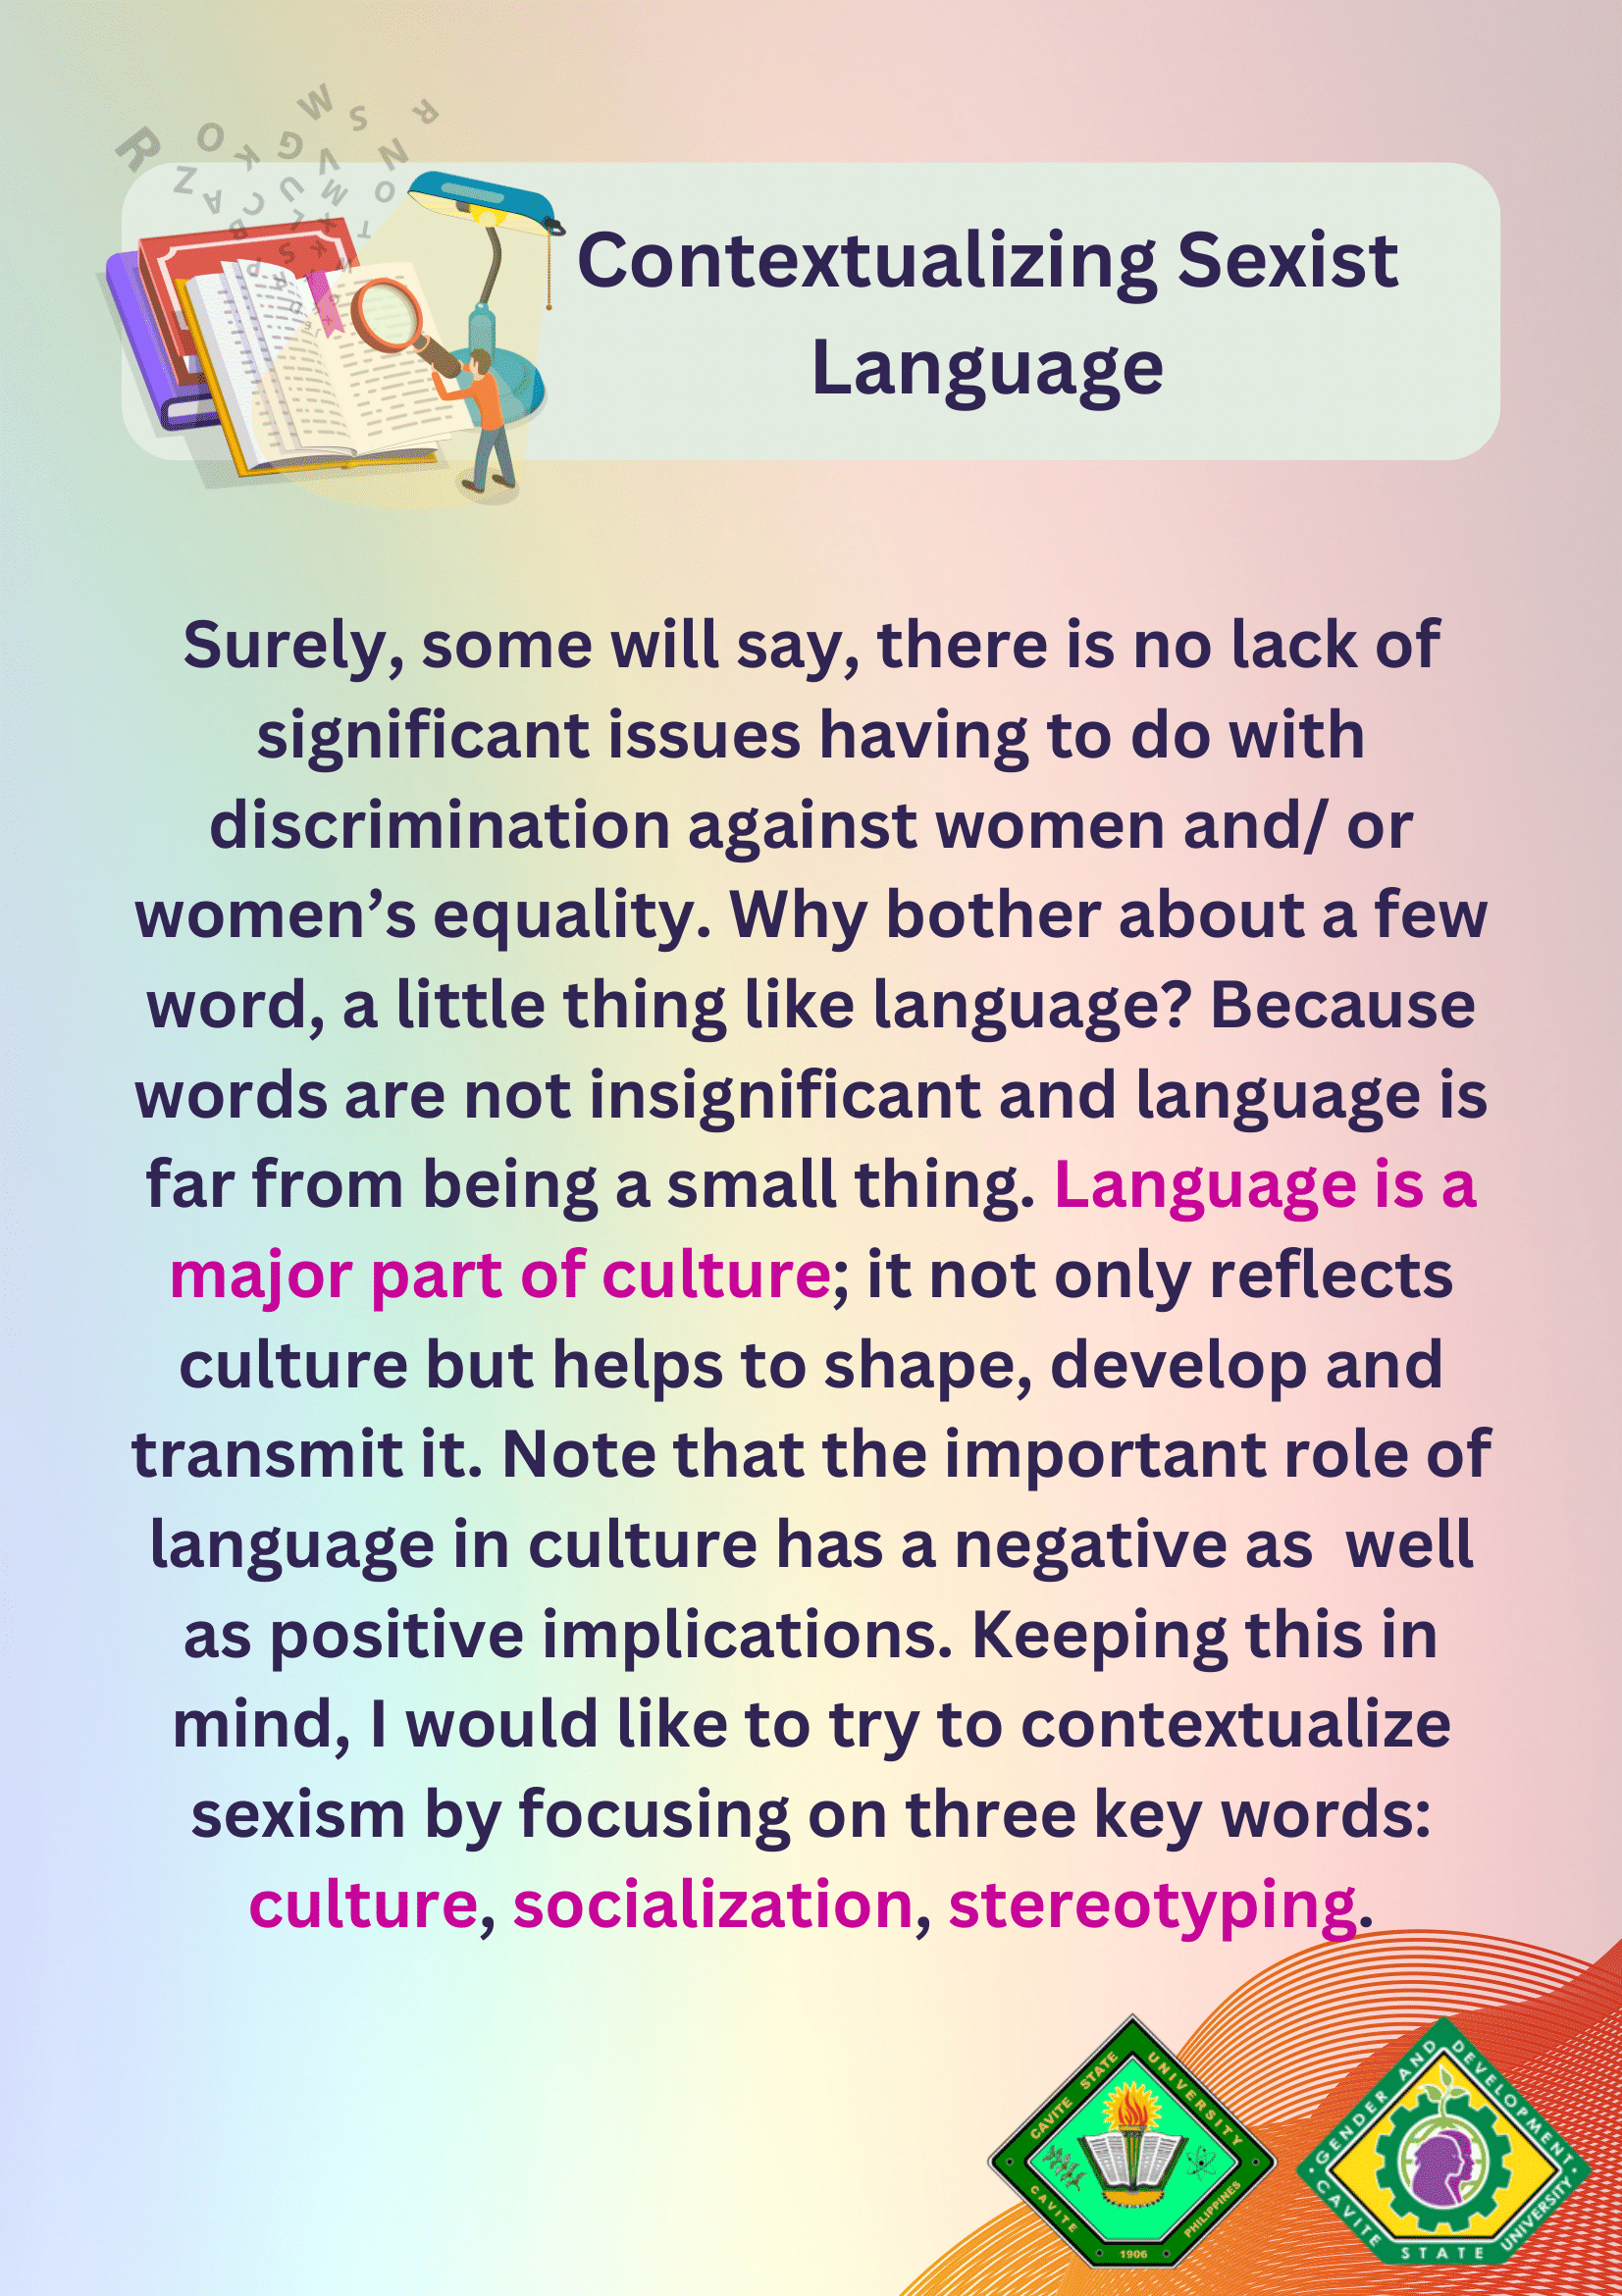 Contextualizing Sexist
Language
Surely, some will say, there is no lack of
significant issues having to do with
discrimination against women and/ or
women’s equality. Why bother about a few
word, a little thing like language? Because
words are not insignificant and language is
far from being a small thing. Language is a
major part of culture; it not only reflects
culture but helps to shape, develop and
transmit it. Note that the important role of
language in culture has a negative as  well
as positive implications. Keeping this in
mind, I would like to try to contextualize
sexism by focusing on three key words:
culture, socialization, stereotyping.
CAVITE STATE UNIVERSITY
CAVITE
PHILIPPINES
1906
GENDER AND DEVELOPMENT
CAVITE STATE UNIVERSITY